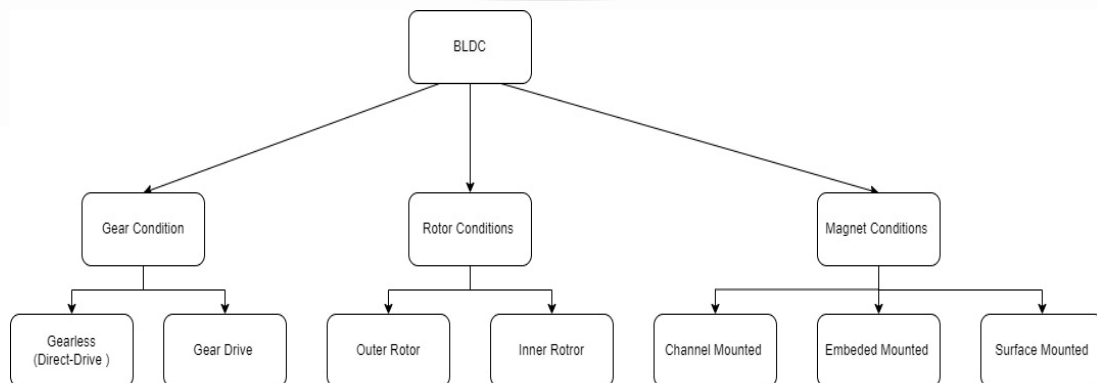 BLDC
Gear Condition
Rotor Conditions
Magnet Conditions
Gearless
(Direct-Drive )
Gear Drive
Outer Rotor
Inner Rotror
Channel Mounted
Embeded Mounted
Surface Mounted